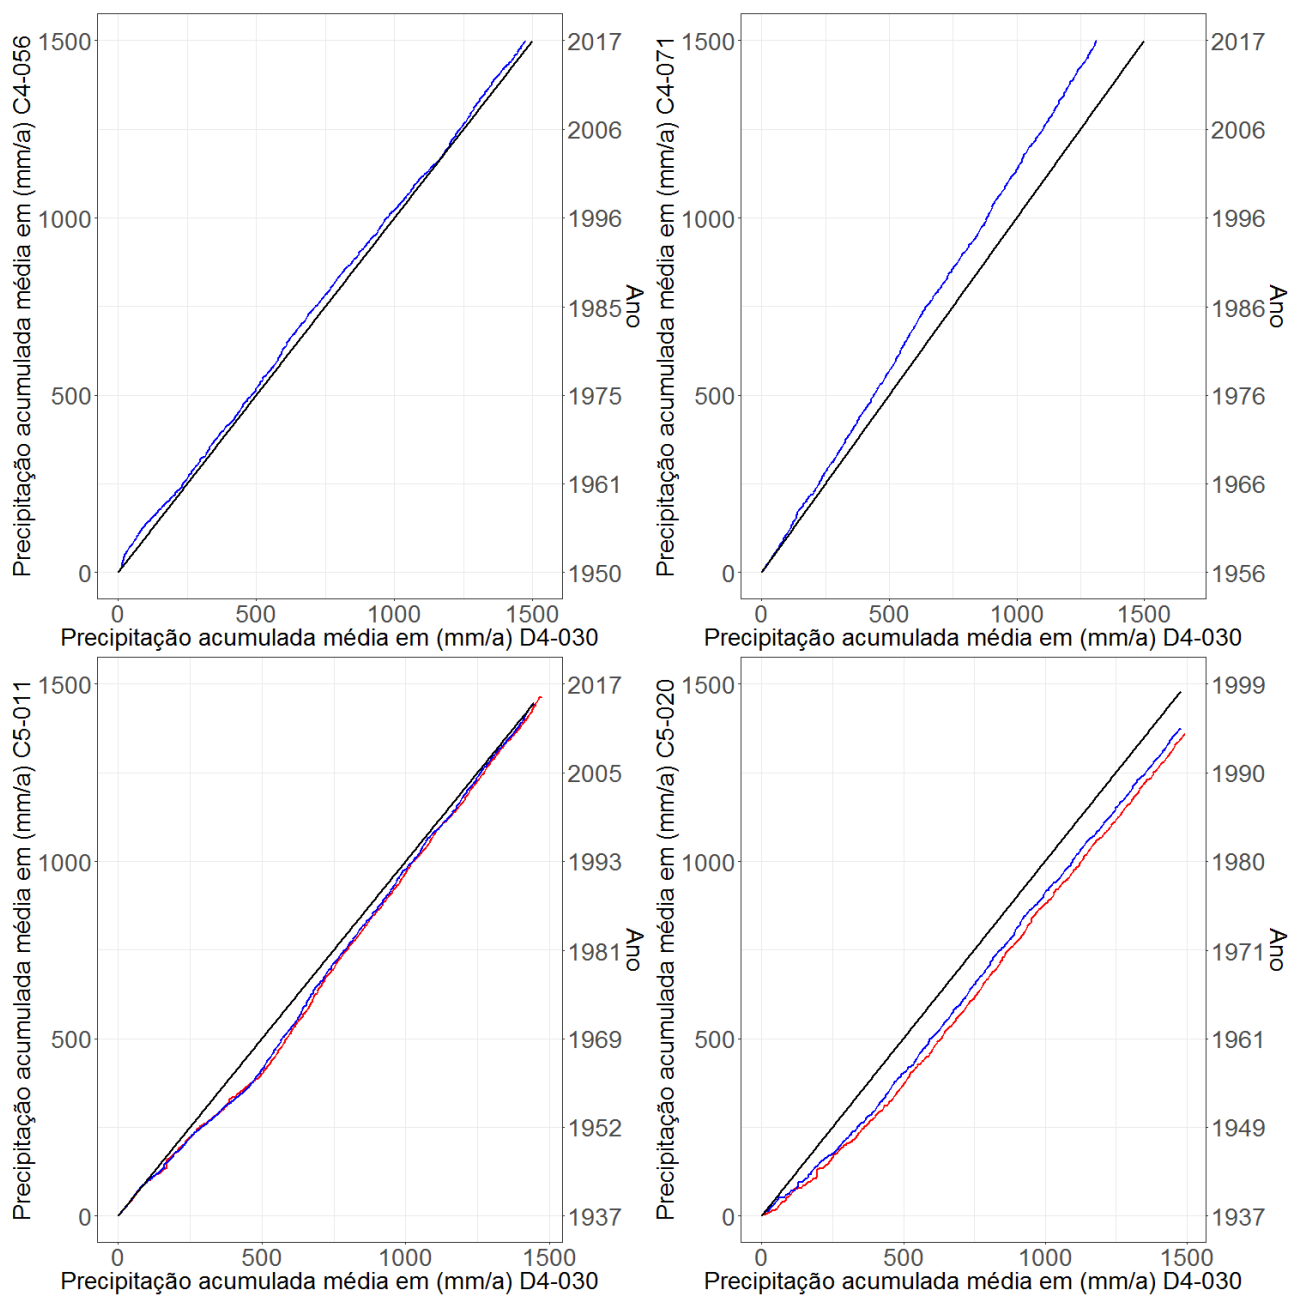 Precipitação acumulada média em (mm/a) C4-056
1500
1000
500
0
2017
2006
1996
1985
1975
1961
1950
Ano
0 500 1000 1500
Precipitação acumulada média em (mm/a) D4-030
Precipitação acumulada média em (mm/a) C4-071
1500
1000
500
0
2017
2006
1996
1986
1976
1966
1956
Ano
0 500 1000 1500
Precipitação acumulada média em (mm/a) D4-030
Precipitação acumulada média em (mm/a) C5-011
1500
1000
500
0
2017
2005
1993
1981
1969
1952
1937
Ano
0 500 1000 1500
Precipitação acumulada média em (mm/a) D4-030
Precipitação acumulada média em (mm/a) C5-020
1500
1000
500
0
1999
1990
1980
1971
1961
1949
1937
Ano
0 500 1000 1500
Precipitação acumulada média em (mm/a) D4-030